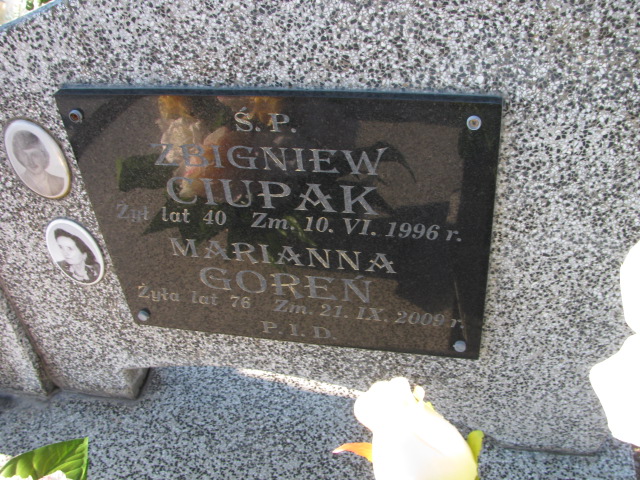 Ś. P.
ZBIGNIEW
CIUPAK
Żył lat 40 Zm. 10. VI. 1996 r.
MARIANNA
GOREŃ
Żyła lat 76 Zm. 21. IX. 2009 r.
P.I.D.